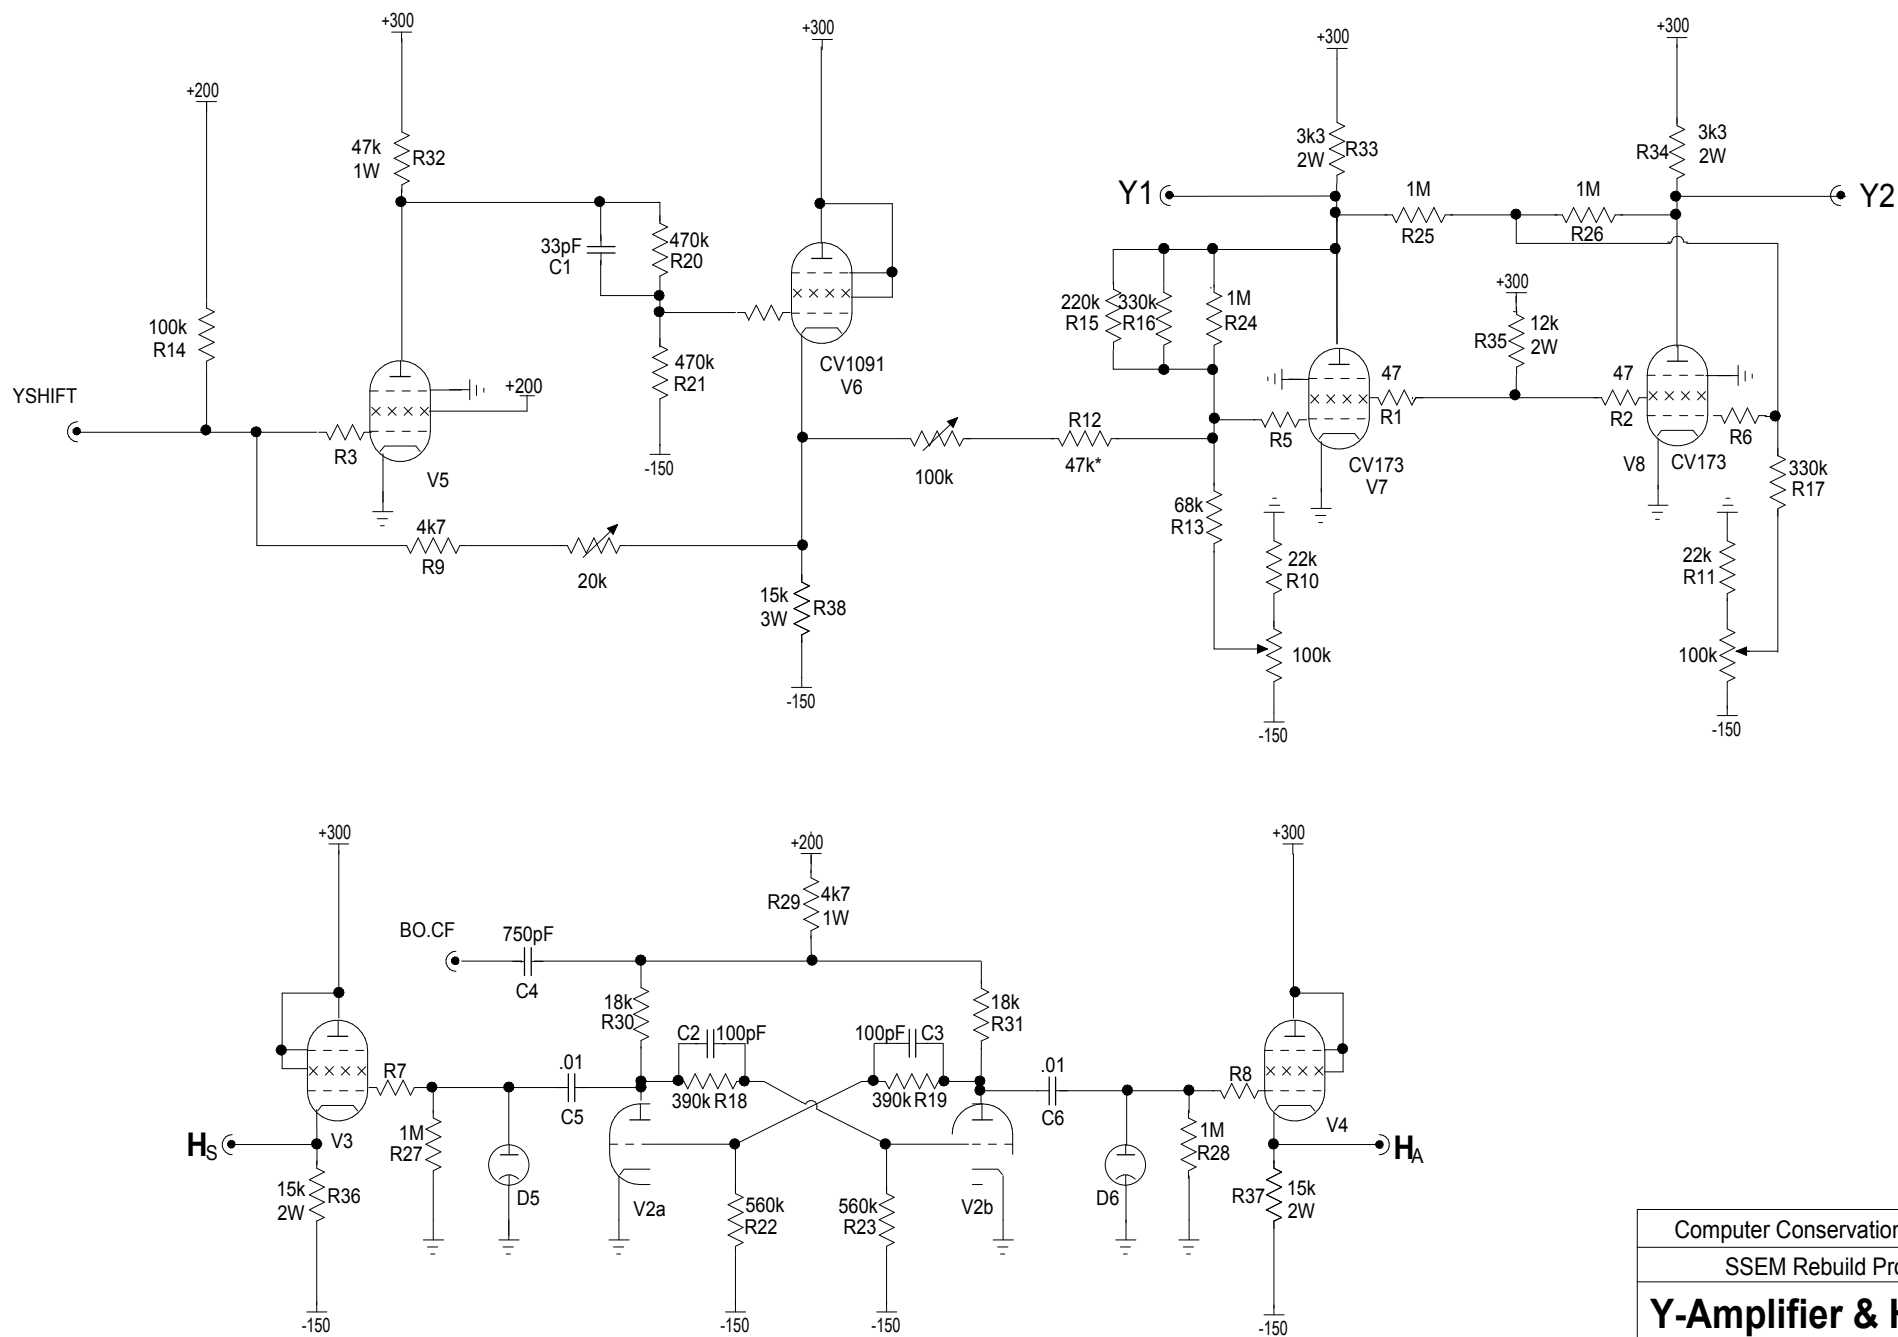 +300
+300
+300
+300
+200
47k
1W
R32
3k3
2W
R33
3k3
2W
R34
Y1
Y2
1M
R25
1M
R26
33pF
C1
470k
R20
220k
R15
330k
R16
1M
R24
+300
12k
2W
R35
100k
R14
CV1091
V6
470k
R21
+200
YSHIFT
R3
V5
-150
100k
R12
47k*
R5
47
R1
47
R2
R6
CV173
V7
V8
CV173
330k
R17
68k
R13
4k7
R9
20k
22k
R10
22k
R11
15k
3W
R38
100k
100k
-150
-150
-150
+300
+200
+300
R29
4k7
1W
BO.CF
750pF
C4
18k
R30
18k
R31
C2
100pF
100pF
C3
R7
.01
C5
390k
R18
390k
R19
.01
C6
R8
HS
V3
1M
R27
D5
V2a
560k
R22
560k
R23
V2b
D6
1M
R28
V4
HA
15k
2W
R36
R37
15k
2W
-150
-150
-150
-150
Computer Conservation
SSEM Rebuild Pro
Y-Amplifier & H